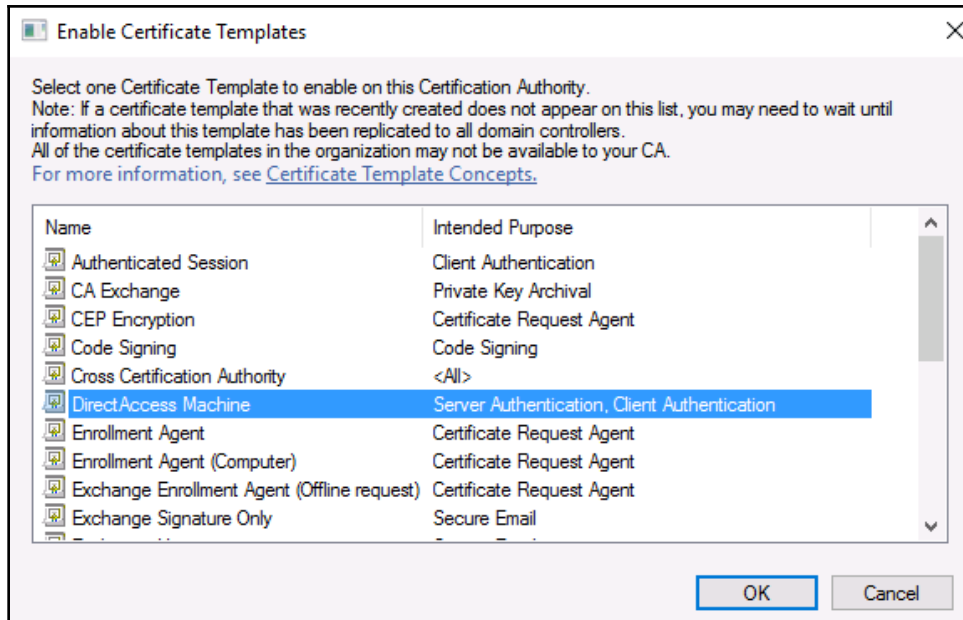 Enable Certificate Templates
Select one Certificate Template to enable on this Certification Authority.
Note: If a certificate template that was recently created does not appear on this list, you may need to wait until
information about this template has been replicated to all domain controllers.
All of the certificate templates in the organization may not be available to your CA.
For more information, see Certificate Template Concepts.
Name Intended Purpose
Authenticated Session Client Authentication
CA Exchange Private Key Archival
CEP Encryption Certificate Request Agent
Code Signing Code Signing
Cross Certification Authority <All>
DirectAccess Machine Server Authentication, Client Authentication
Enrollment Agent Certificate Request Agent
Enrollment Agent (Computer) Certificate Request Agent
Exchange Enrollment Agent (Offline request) Certificate Request Agent
Exchange Signature Only Secure Email
OK Cancel